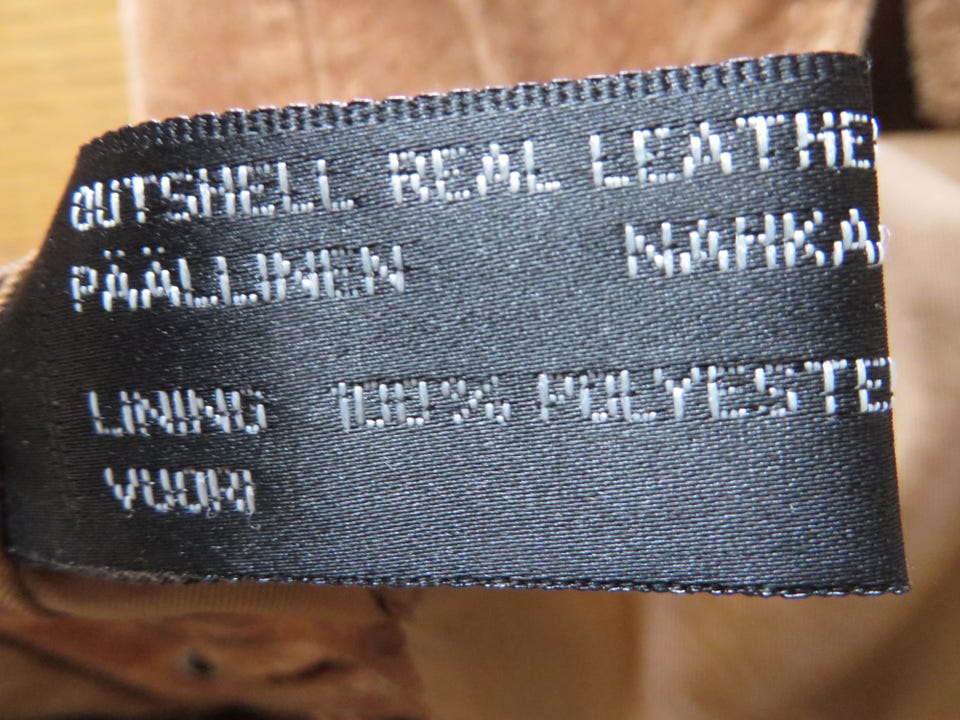 OUTSHELL REAL LEATHE
PÄÄLLINEN NAHKA
LINING 100% POLYESTE
VUORI